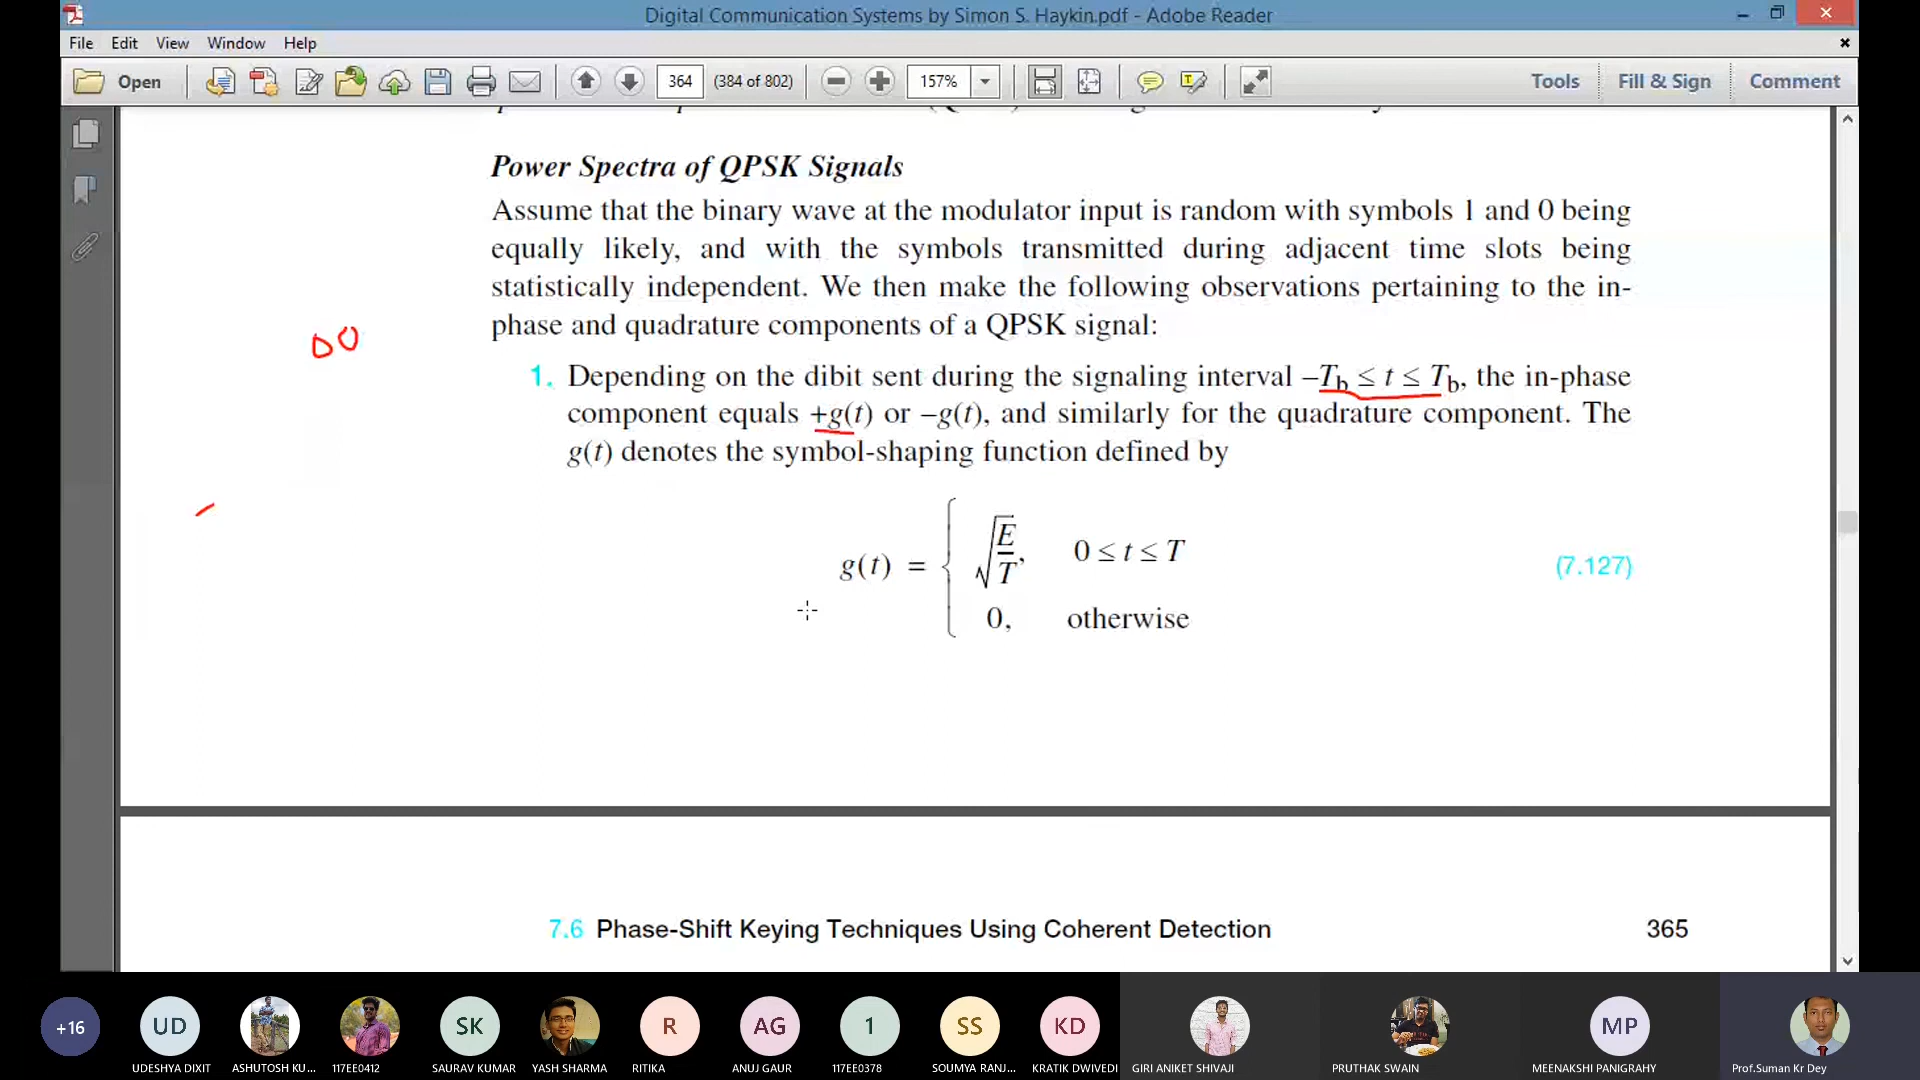 Digital Communication Systems by Simon S. Haykin.pdf - Adobe Reader
File Edit View Window Help
Open 364 (384 of 802) 157% Tools Fill & Sign Comment
Power Spectra of QPSK Signals
Assume that the binary wave at the modulator input is random with symbols 1 and 0 being
equally likely, and with the symbols transmitted during adjacent time slots being
statistically independent. We then make the following observations pertaining to the in-
phase and quadrature components of a QPSK signal:
00
1. Depending on the dibit sent during the signaling interval –Tb ≤ t ≤ Tb, the in-phase
component equals +g(t) or –g(t), and similarly for the quadrature component. The
g(t) denotes the symbol-shaping function defined by
g(t) = { √(E/T), 0 ≤ t ≤ T
0, otherwise
(7.127)
7.6 Phase-Shift Keying Techniques Using Coherent Detection 365
+16 UD SK R AG 1 SS KD MP
UDESHYA DIXIT ASHUTOSH KU... 117EE0412 SAURAV KUMAR YASH SHARMA RITIKA ANUJ GAUR 117EE0378 SOUMYA RANJ... KRATIK DWIVEDI GIRI ANIKET SHIVAJI PRUTHAK SWAIN MEENAKSHI PANIGRAHY Prof.Suman Kr Dey